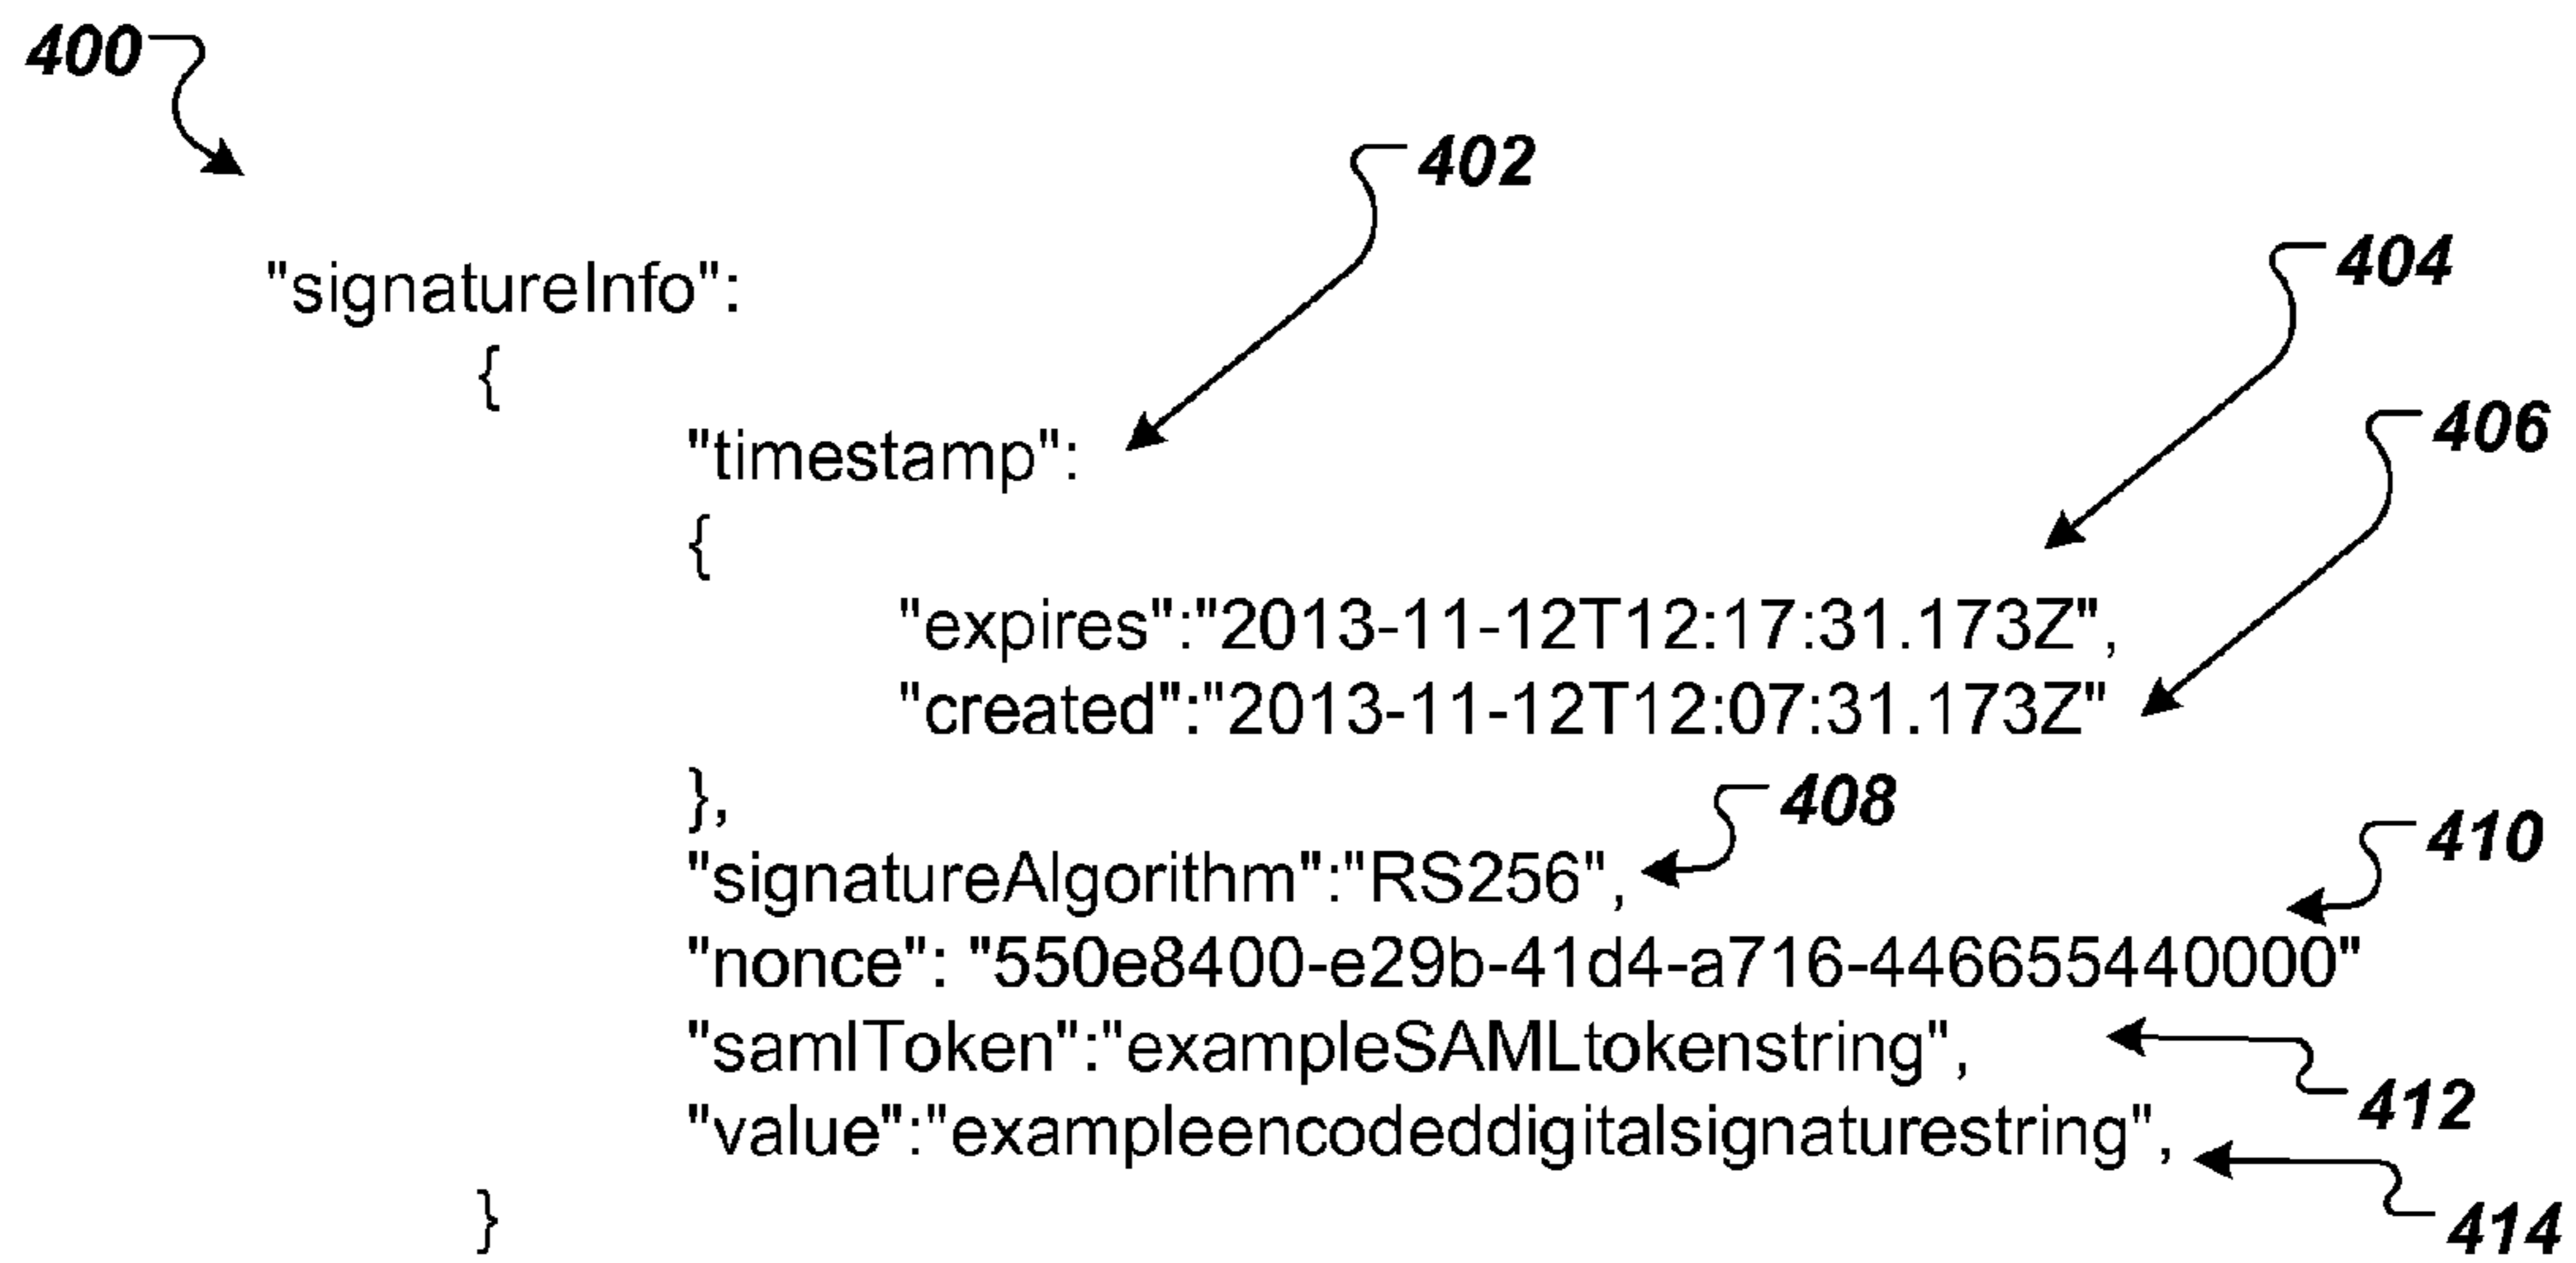 400
402
"signatureInfo":
404
{
406
"timestamp":
{
"expires":"2013-11-12T12:17:31.173Z",
"created":"2013-11-12T12:07:31.173Z"
},
408
410
"signatureAlgorithm":"RS256",
"nonce": "550e8400-e29b-41d4-a716-446655440000"
"samlToken":"exampleSAMLtokenstring",
412
"value":"exampleencodeddigitalsignaturestring",
}
414